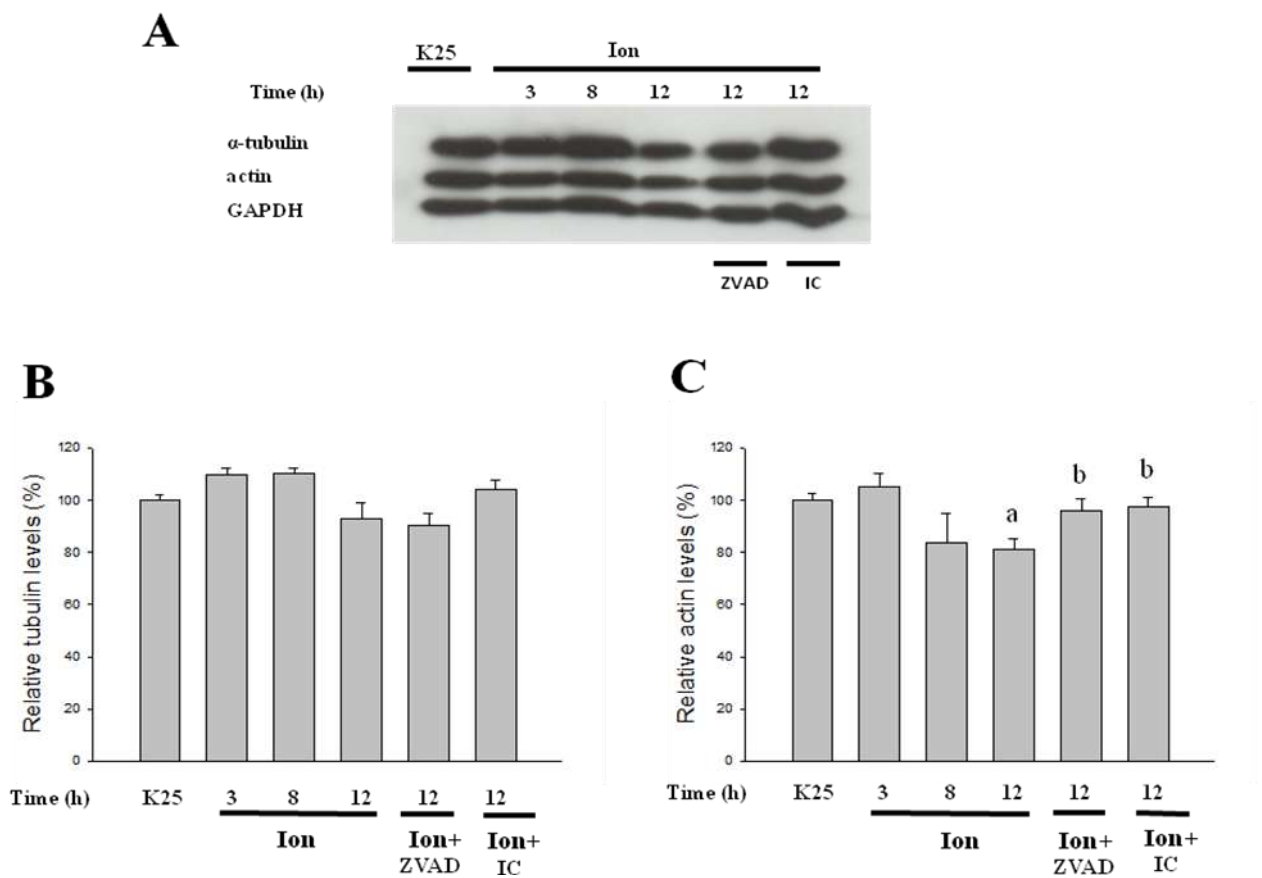 A
K25 Ion
Time (h) 3 8 12 12 12
α-tubulin
actin
GAPDH
ZVAD IC
B
Relative tubulin levels (%)
120
100
80
60
40
20
0
Time (h) K25 3 8 12 12 12
Ion Ion+ Ion+
ZVAD IC
C
Relative actin levels (%)
120
100
80
60
40
20
0
a b b
Time (h) K25 3 8 12 12 12
Ion Ion+ Ion+
ZVAD IC